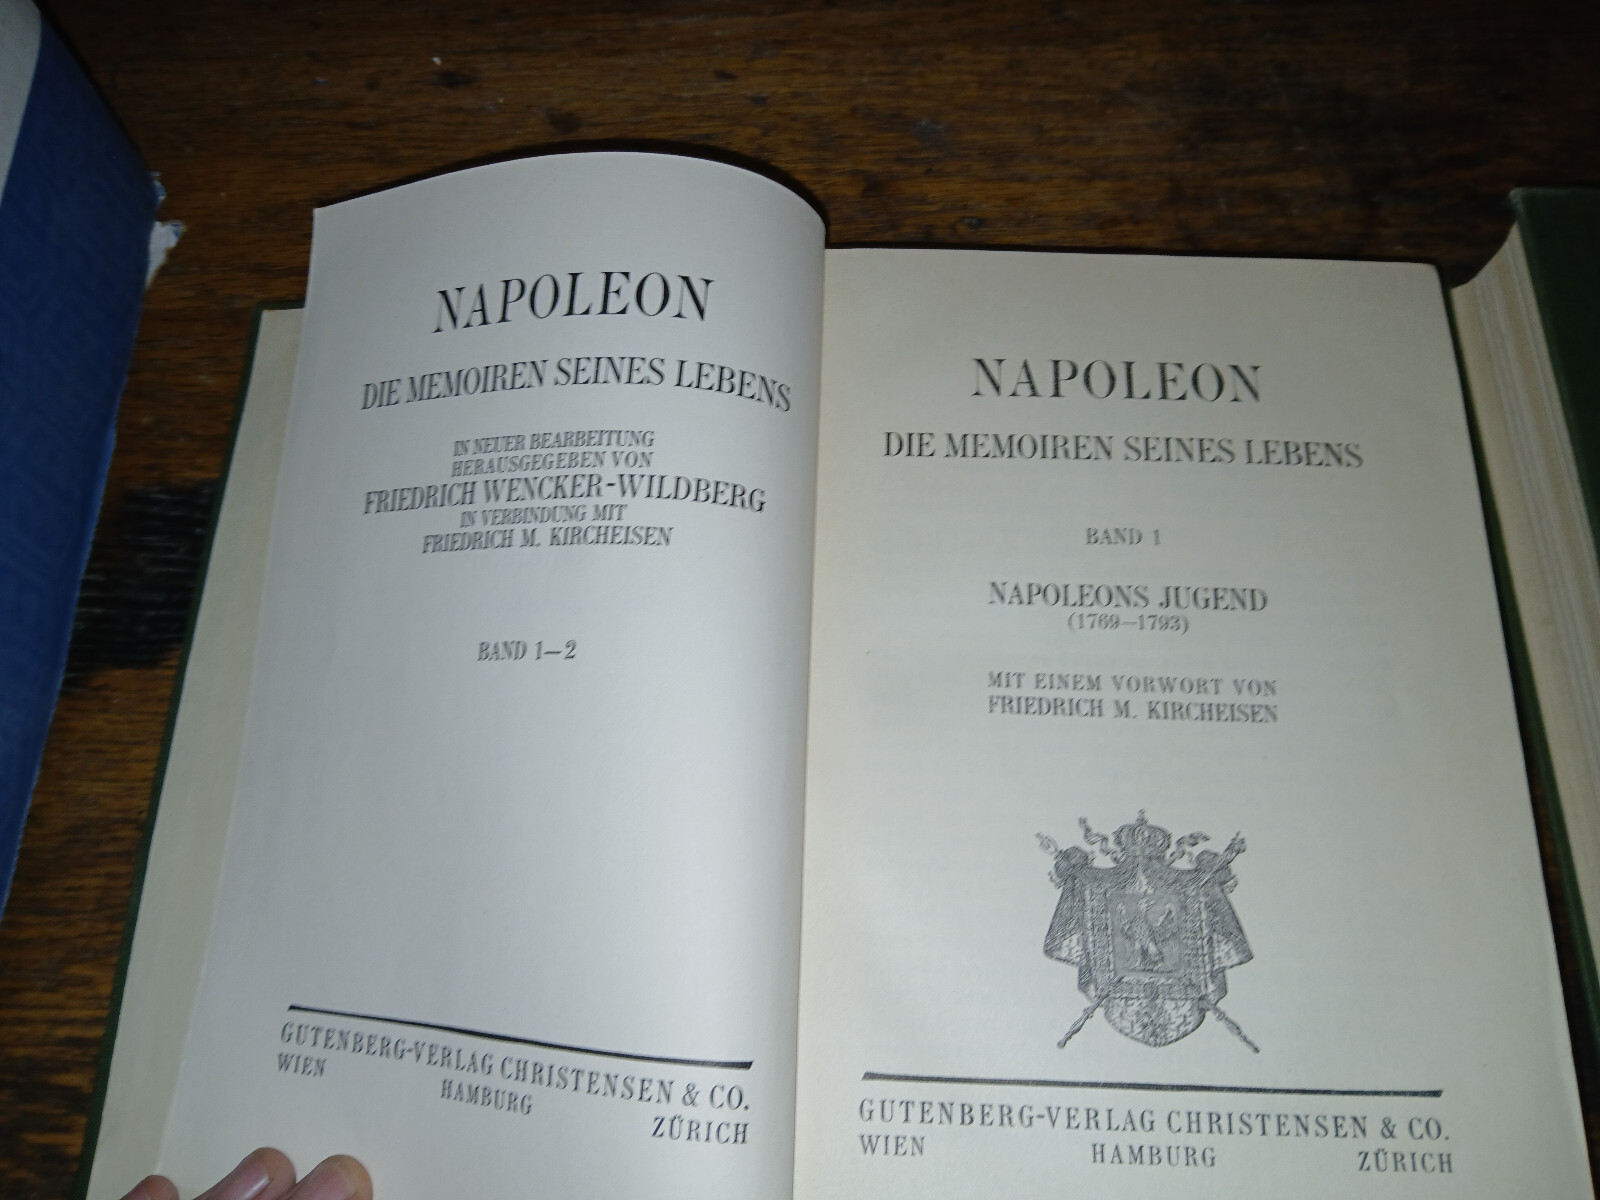 NAPOLEON
DIE MEMOIREN SEINES LEBENS
IN NEUER BEARBEITUNG
HERAUSGEGEBEN VON
FRIEDRICH WENCKER-WILDBERG
IN VERBINDUNG MIT
FRIEDRICH M. KIRCHEISEN
BAND 1—2
GUTENBERG-VERLAG CHRISTENSEN & CO.
WIEN HAMBURG ZÜRICH
NAPOLEON
DIE MEMOIREN SEINES LEBENS
BAND 1
NAPOLEONS JUGEND
(1769—1793)
MIT EINEM VORWORT VON
FRIEDRICH M. KIRCHEISEN
GUTENBERG-VERLAG CHRISTENSEN & CO.
WIEN HAMBURG ZÜRICH